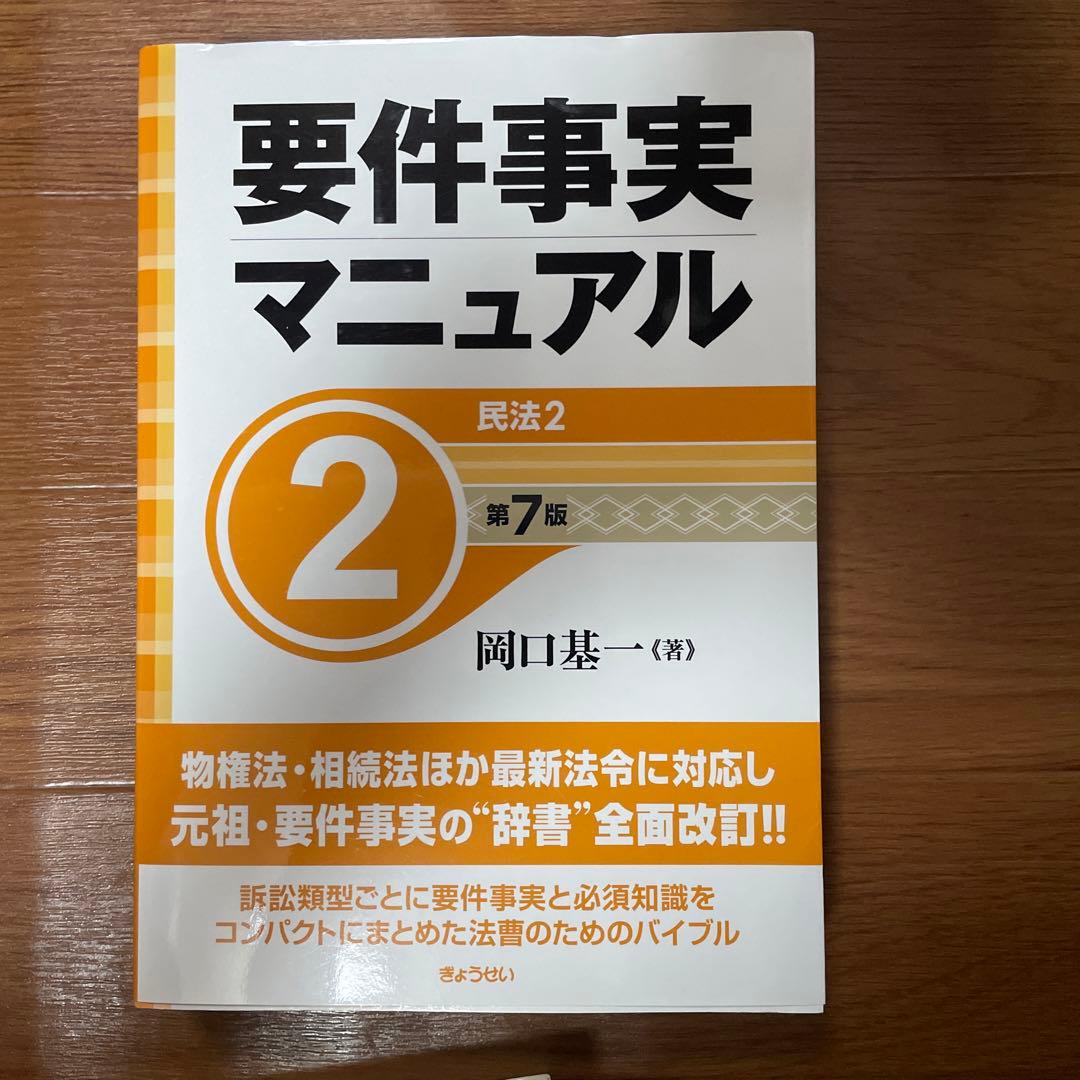 要件事実
マニュアル
2
民法2
第7版
岡口基一《著》
物権法・相続法ほか最新法令に対応し
元祖・要件事実の“辞書”全面改訂!!
訴訟類型ごとに要件事実と必須知識を
コンパクトにまとめた法曹のためのバイブル
ぎょうせい